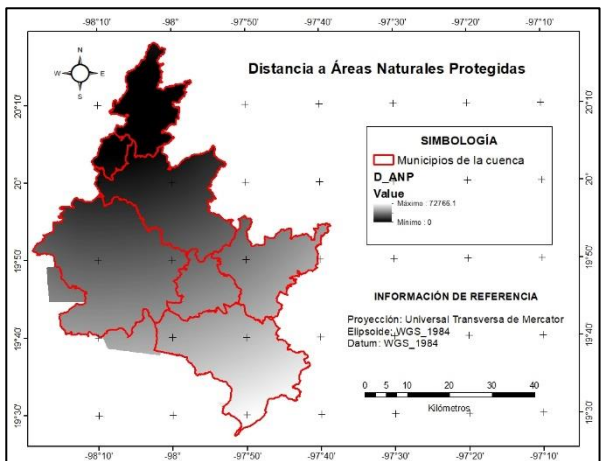 -98°10' -98° -97°50' -97°40' -97°30' -97°20' -97°10'
N
W E
S
Distancia a Áreas Naturales Protegidas
20°10' 20° 19°50' 19°40' 19°30'
SIMBOLOGÍA
Municipios de la cuenca
D_ANP
Value
Máximo : 72766.1
Mínimo : 0
INFORMACIÓN DE REFERENCIA
Proyección: Universal Transversa de Mercator
Elipsoide: WGS_1984
Datum: WGS_1984
0 5 10 20 30 40
Kilómetros
20°10' 20° 19°50' 19°40' 19°30'
-98°10' -98° -97°50' -97°40' -97°30' -97°20' -97°10'